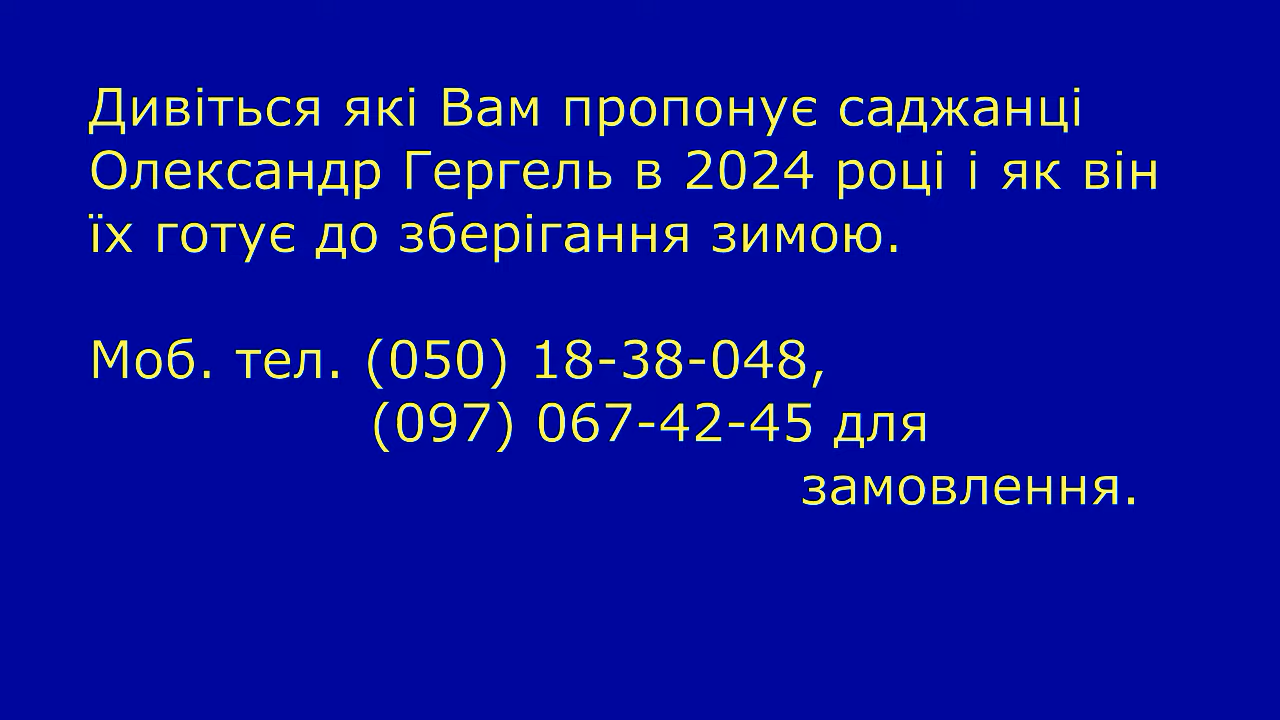 Дивіться які Вам пропонує саджанці
Олександр Гергель в 2024 році і як він
їх готує до зберігання зимою.
Моб. тел. (050) 18-38-048,
(097) 067-42-45 для
замовлення.